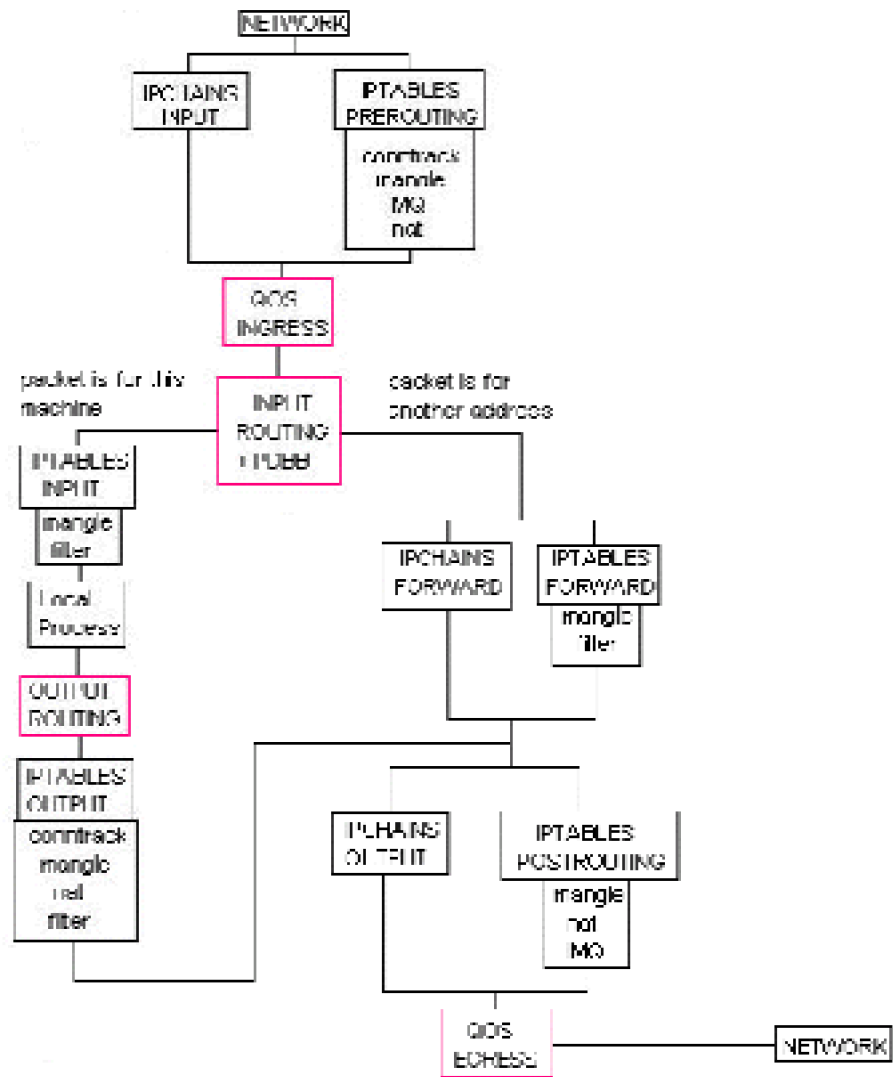 NETWORK
IPCHAINS
INPUT
IPTABLES
PREROUTING
conntrack
mangle
IMQ
nat
QOS
INGRESS
packet is for this
machine
packet is for
another address
INPUT
ROUTING
+ PDBB
IPTABLES
INPUT
mangle
filter
Local
Process
OUTPUT
ROUTING
IPTABLES
OUTPUT
conntrack
mangle
nat
filter
IPCHAINS
FORWARD
IPTABLES
FORWARD
mangle
filter
IPCHAINS
OUTPUT
IPTABLES
POSTROUTING
mangle
nat
IMQ
QOS
EGRESS
NETWORK